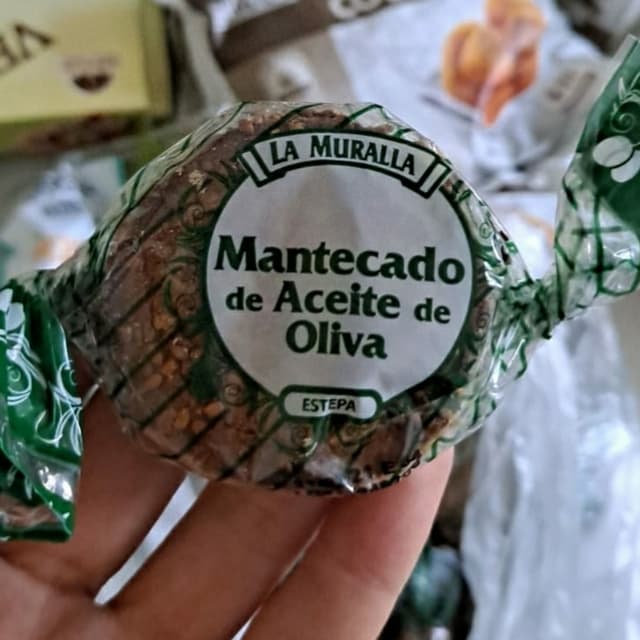 LA MURALLA
Mantecado
de Aceite de
Oliva
ESTEPA